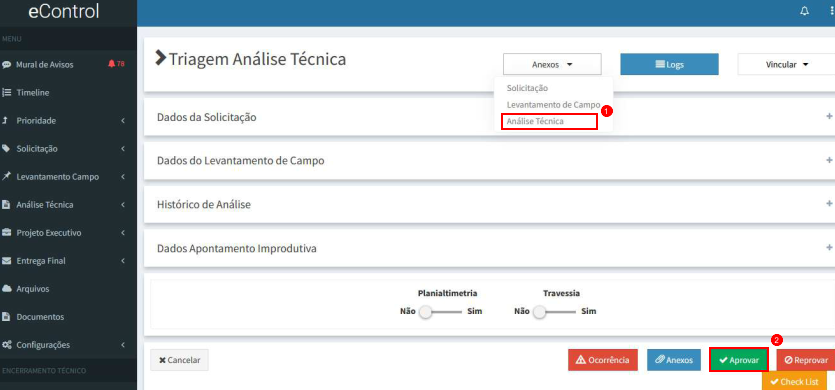 eControl
MENU
Mural de Avisos
78
Timeline
Prioridade
Solicitação
Levantamento Campo
Análise Técnica
Projeto Executivo
Entrega Final
Arquivos
Documentos
Configurações
ENCERRAMENTO TÉCNICO
Triagem Análise Técnica
Anexos
Logs
Vincular
Solicitação
Levantamento de Campo
1
Análise Técnica
Dados da Solicitação
Dados do Levantamento de Campo
Histórico de Análise
Dados Apontamento Improdutiva
Planialtimetria
Não Sim
Travessia
Não Sim
2
Cancelar
Ocorrência
Anexos
Aprovar
Reprovar
Check List